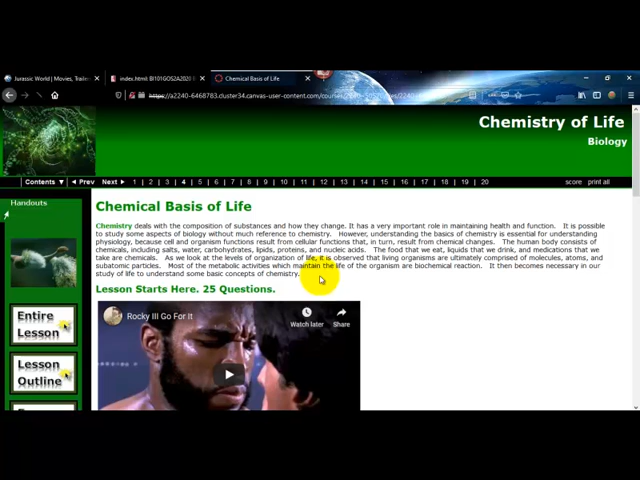 Jurassic World | Movies, Trailer
index.html: BI101GOS2A2020
Chemical Basis of Life
Chemistry of Life
Biology
Contents ▼ ◄ Prev Next ► 1 | 2 | 3 | 4 | 5 | 6 | 7 | 8 | 9 | 10 | 11 | 12 | 13 | 14 | 15 | 16 | 17 | 18 | 19 | 20 score | print all
Handouts
Entire
Lesson
Lesson
Outline
Chemical Basis of Life
Chemistry deals with the composition of substances and how they change. It has a very important role in maintaining health and function. It is possible
to study some aspects of biology without much reference to chemistry. However, understanding the basics of chemistry is essential for understanding
physiology, because cell and organism functions result from cellular functions that, in turn, result from chemical changes. The human body consists of
chemicals, including salts, water, carbohydrates, lipids, proteins, and nucleic acids. The food that we eat, liquids that we drink, and medications that we
take are chemicals. As we look at the levels of organization of life, it is observed that living organisms are ultimately comprised of molecules, atoms, and
subatomic particles. Most of the metabolic activities which maintain the life of the organism are biochemical reaction. It then becomes necessary in our
study of life to understand some basic concepts of chemistry.
Lesson Starts Here. 25 Questions.
Rocky III Go For It
Watch later
Share